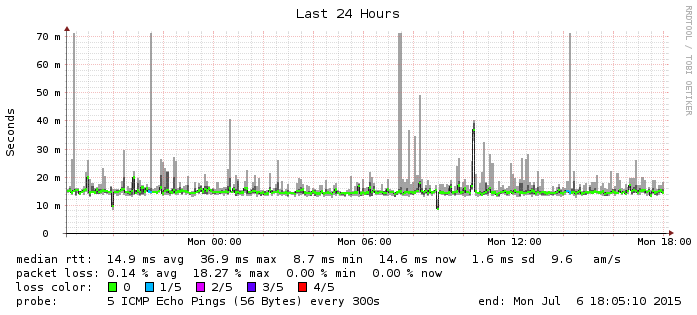 Last 24 Hours
RRDTOOL / TOBI OETIKER
Seconds
70 m
60 m
50 m
40 m
30 m
20 m
10 m
0
Mon 00:00 Mon 06:00 Mon 12:00 Mon 18:00
median rtt: 14.9 ms avg 36.9 ms max 8.7 ms min 14.6 ms now 1.6 ms sd 9.6 am/s
packet loss: 0.14 % avg 18.27 % max 0.00 % min 0.00 % now
loss color: 0 1/5 2/5 3/5 4/5
probe: 5 ICMP Echo Pings (56 Bytes) every 300s end: Mon Jul 6 18:05:10 2015